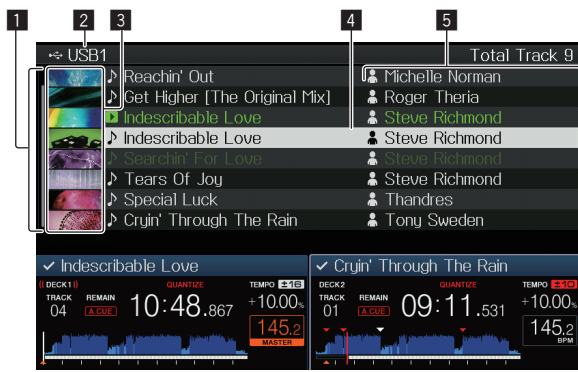 1 2 3 4 5
USB1 Total Track 9
Reachin' Out Michelle Norman
Get Higher [The Original Mix] Roger Theria
Indescribable Love Steve Richmond
Indescribable Love Steve Richmond
Searchin' For Love Steve Richmond
Tears Of Joy Steve Richmond
Special Luck Thandres
Cryin' Through The Rain Tony Sweden
Indescribable Love
DECK1 QUANTIZE TEMPO ±16
TRACK 04 REMAIN A.CUE 10:48.867 +10.00%
145.2 MASTER
Cryin' Through The Rain
DECK2 QUANTIZE TEMPO ±10
TRACK 01 REMAIN A.CUE 09:11.531 +10.00%
145.2 BPM